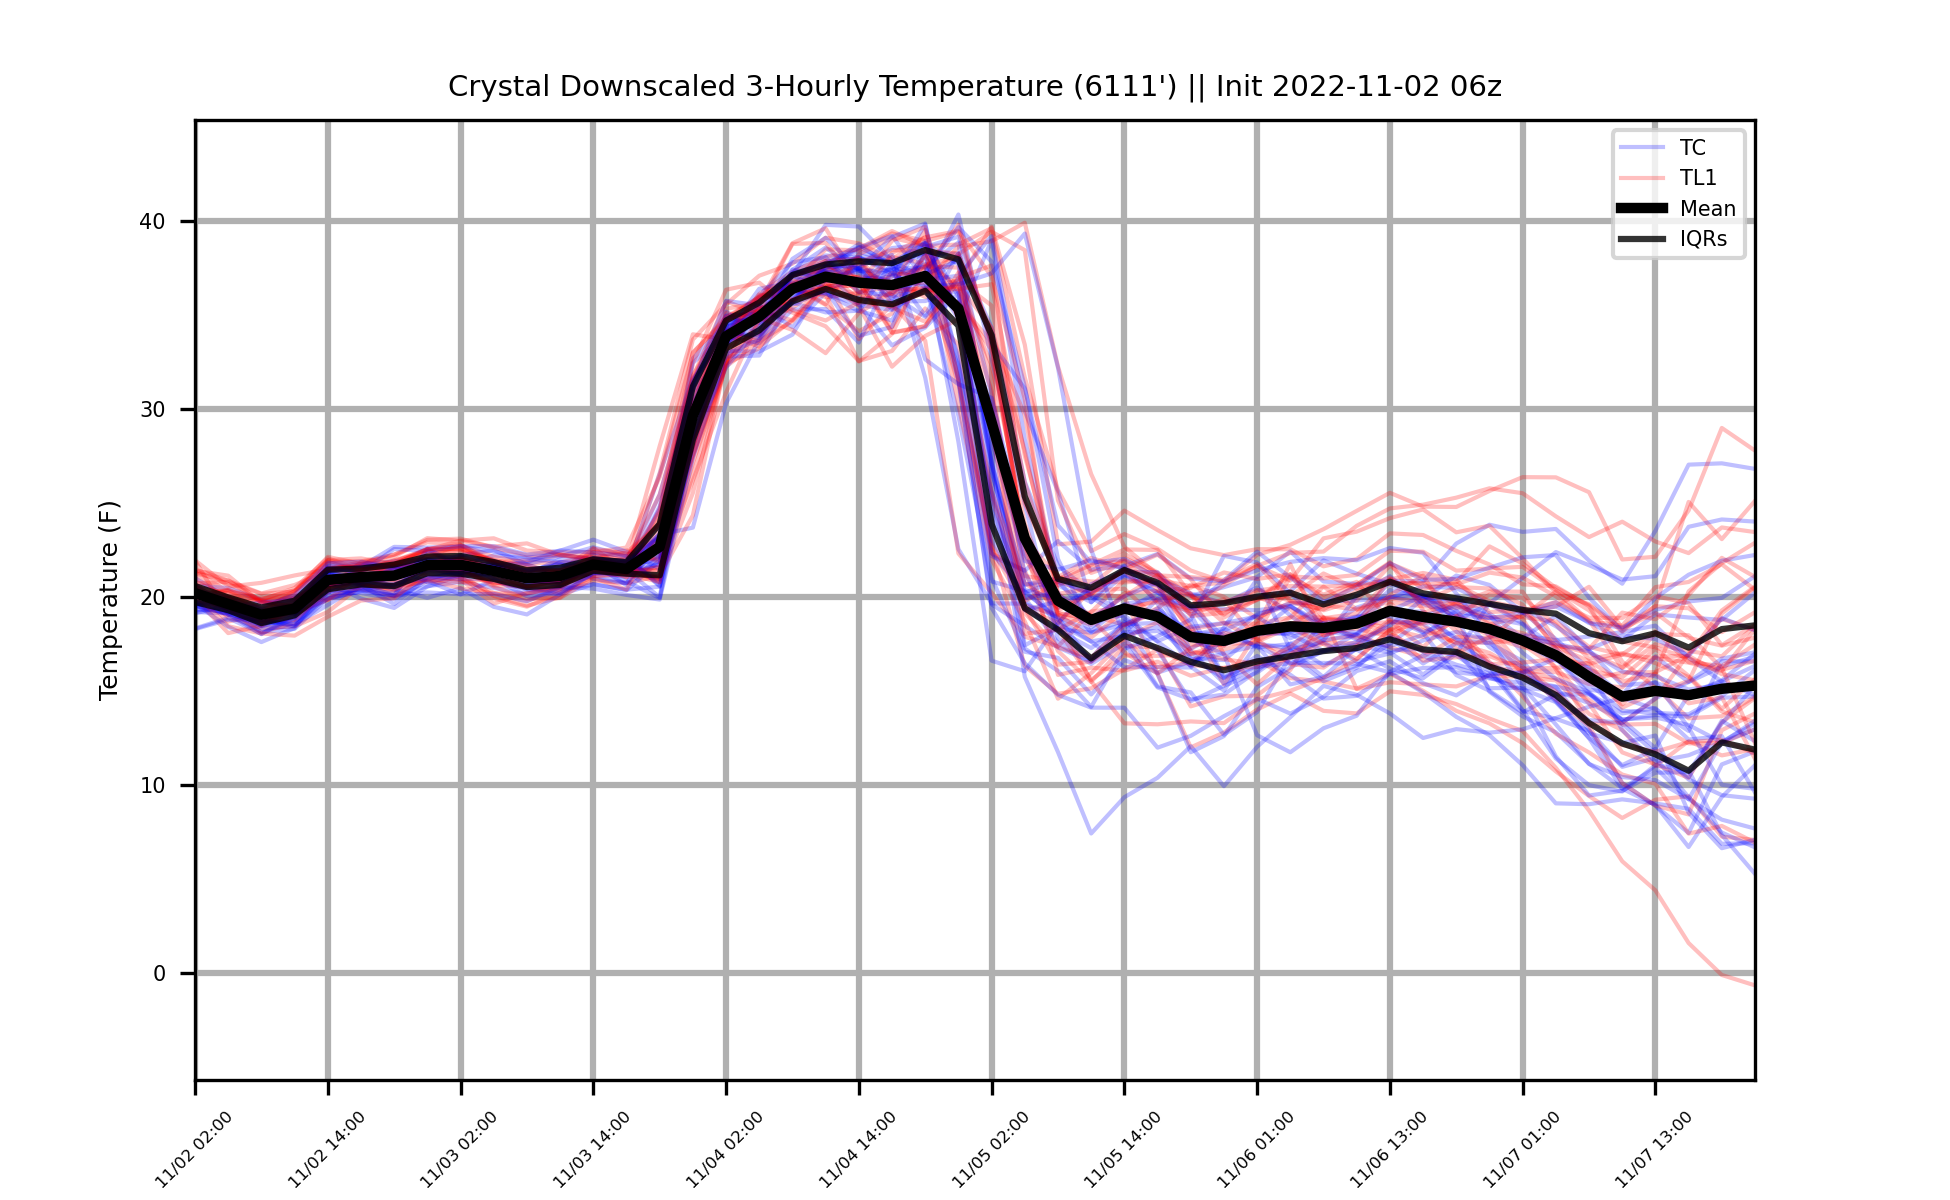 Crystal Downscaled 3-Hourly Temperature (6111') || Init 2022-11-02 06z
TC
TL1
Mean
IQRs
Temperature (F)
40
30
20
10
0
11/02 02:00
11/02 14:00
11/03 02:00
11/03 14:00
11/04 02:00
11/04 14:00
11/05 02:00
11/05 14:00
11/06 01:00
11/06 13:00
11/07 01:00
11/07 13:00